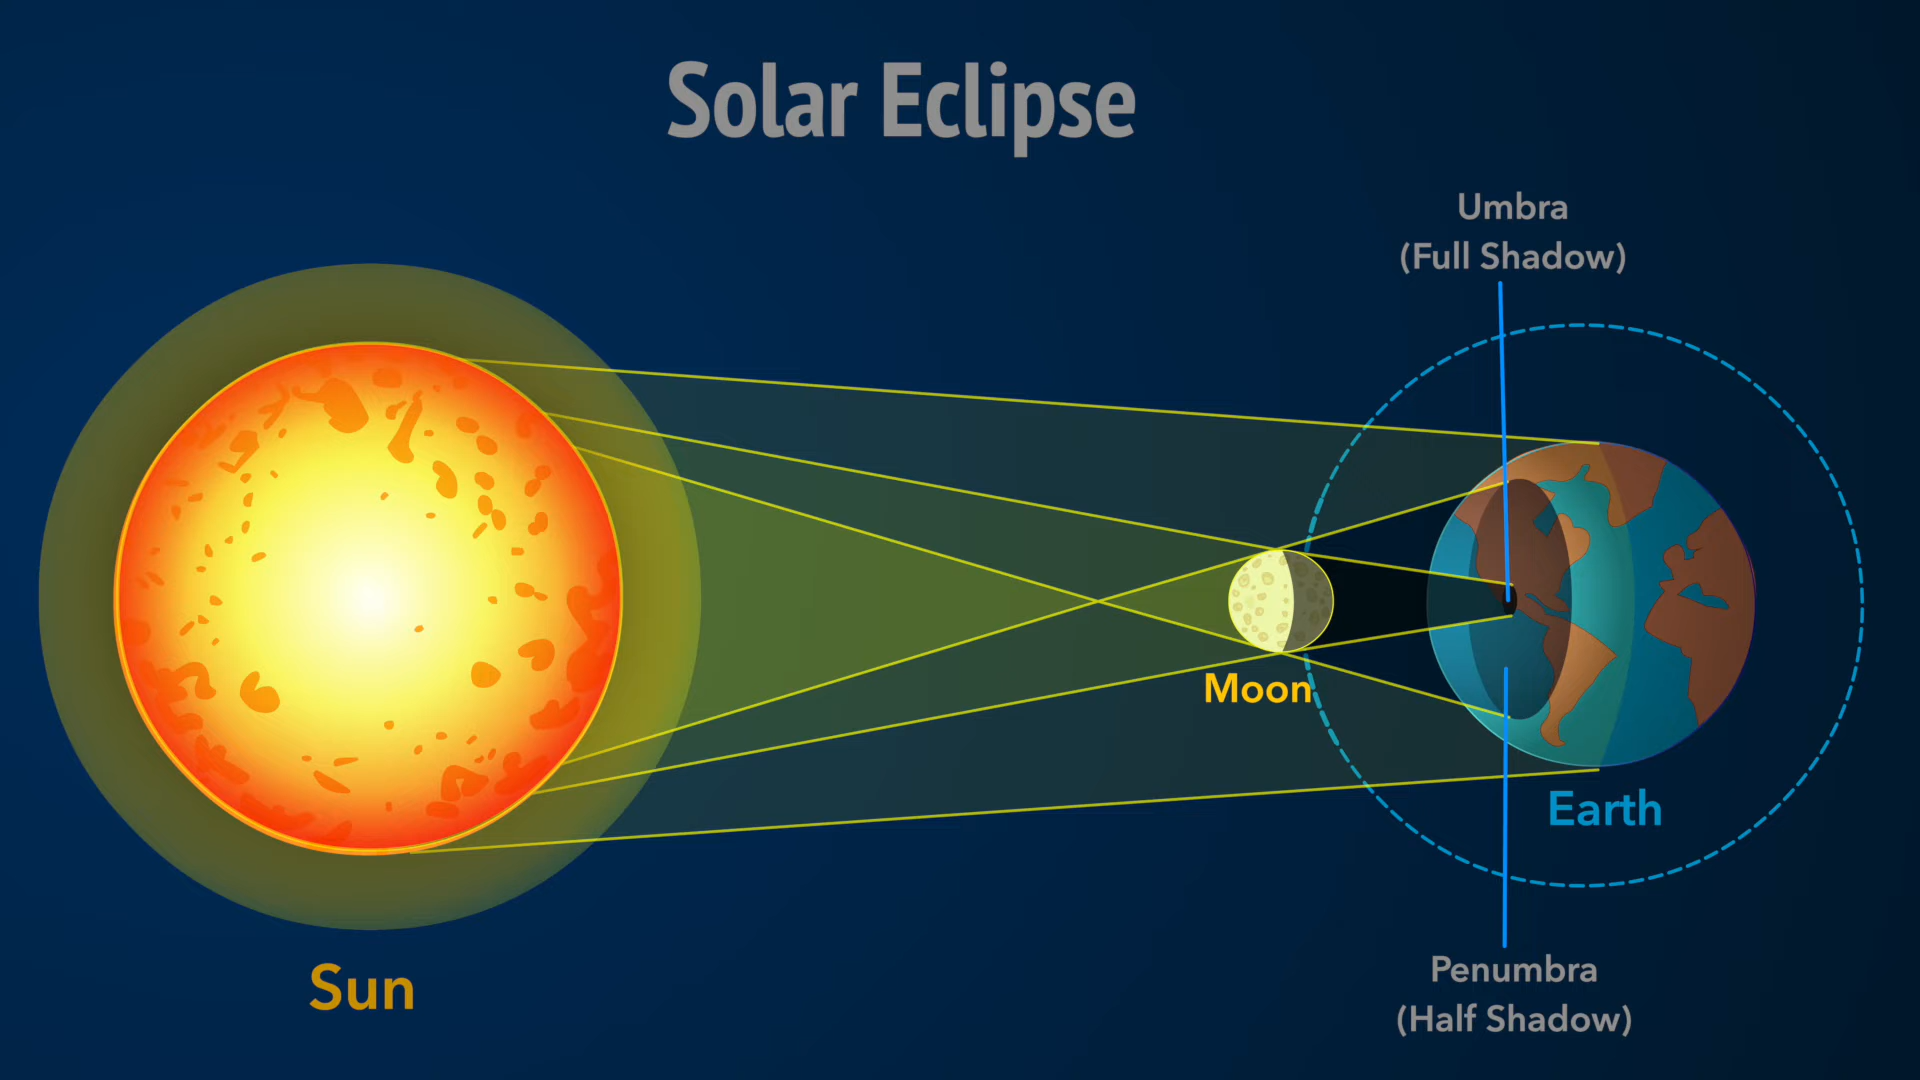 Solar Eclipse
Umbra
(Full Shadow)
Moon
Earth
Sun
Penumbra
(Half Shadow)